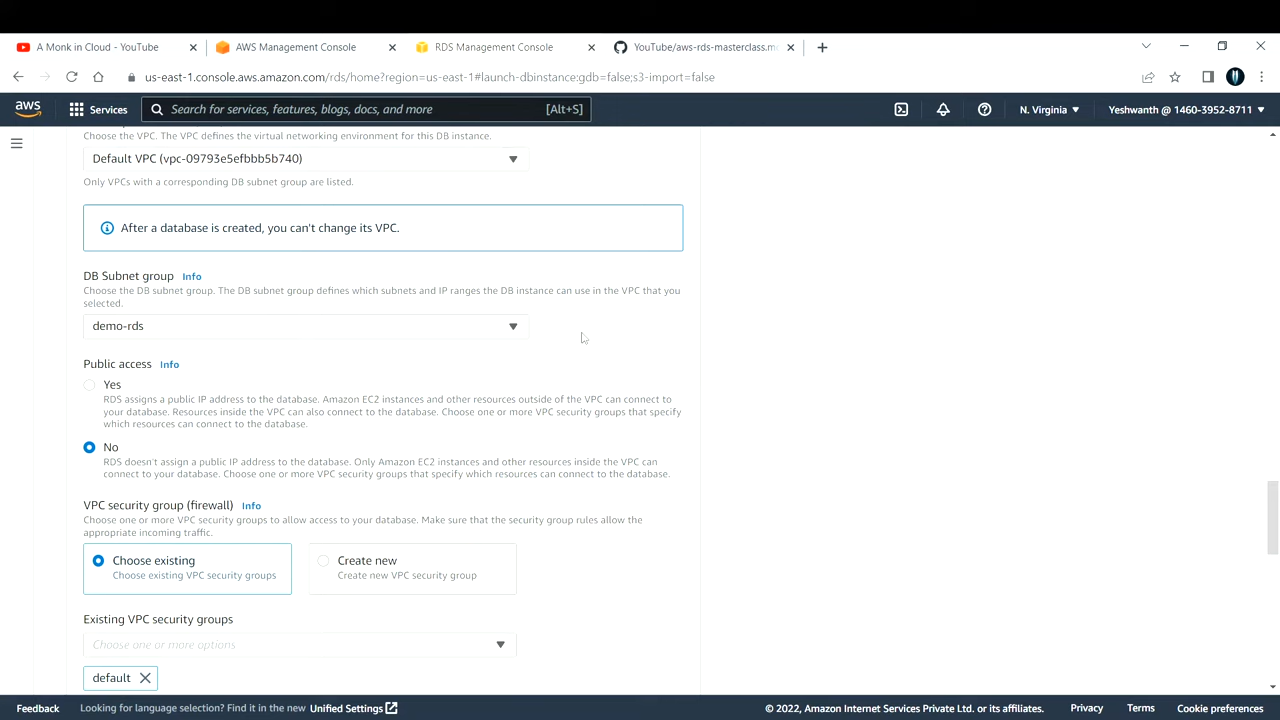 A Monk in Cloud - YouTube
AWS Management Console
RDS Management Console
YouTube/aws-rds-masterclass.m
us-east-1.console.aws.amazon.com/rds/home?region=us-east-1#launch-dbinstance:gdb=false;s3-import=false
aws
Services
Search for services, features, blogs, docs, and more
[Alt+S]
N. Virginia
Yeshwanth @ 1460-3952-8711
Choose the VPC. The VPC defines the virtual networking environment for this DB instance.
Default VPC (vpc-09793e5efbbb5b740)
Only VPCs with a corresponding DB subnet group are listed.
After a database is created, you can't change its VPC.
DB Subnet group Info
Choose the DB subnet group. The DB subnet group defines which subnets and IP ranges the DB instance can use in the VPC that you
selected.
demo-rds
Public access Info
Yes
RDS assigns a public IP address to the database. Amazon EC2 instances and other resources outside of the VPC can connect to
your database. Resources inside the VPC can also connect to the database. Choose one or more VPC security groups that specify
which resources can connect to the database.
No
RDS doesn't assign a public IP address to the database. Only Amazon EC2 instances and other resources inside the VPC can
connect to your database. Choose one or more VPC security groups that specify which resources can connect to the database.
VPC security group (firewall) Info
Choose one or more VPC security groups to allow access to your database. Make sure that the security group rules allow the
appropriate incoming traffic.
Choose existing
Choose existing VPC security groups
Create new
Create new VPC security group
Existing VPC security groups
Choose one or more options
default
Feedback
Looking for language selection? Find it in the new Unified Settings
© 2022, Amazon Internet Services Private Ltd. or its affiliates.
Privacy
Terms
Cookie preferences